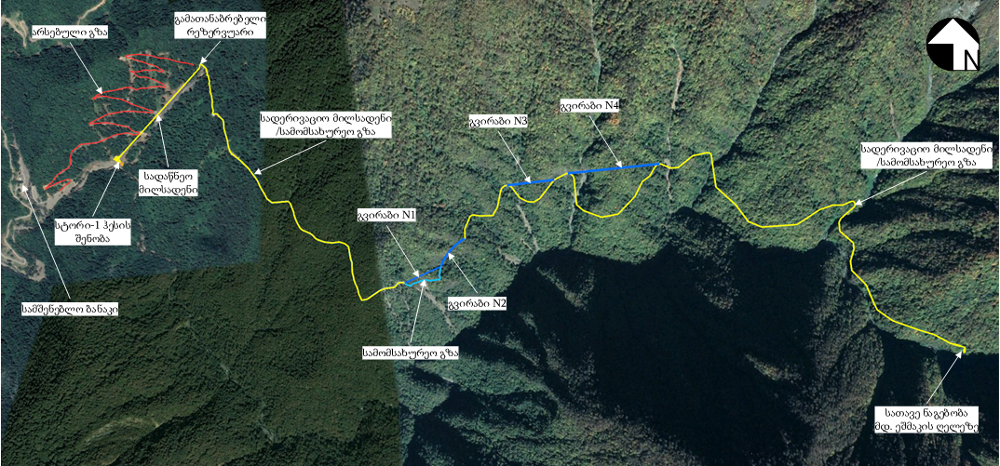 არსებული გზა
გამათანაბრებელი
რეზერვუარი
N
სადერივაციო მილსადენი
/სამომსახურეო გზა
გვირაბი N3
გვირაბი N4
სადერივაციო მილსადენი
/სამომსახურეო გზა
სადაწნეო
მილსადენი
სტორი-1 ჰესის
შენობა
გვირაბი N1
გვირაბი N2
სამშენებლო ბანაკი
სამომსახურეო გზა
სათავე ნაგებობა
მდ. ეშმაკის ღელეზე